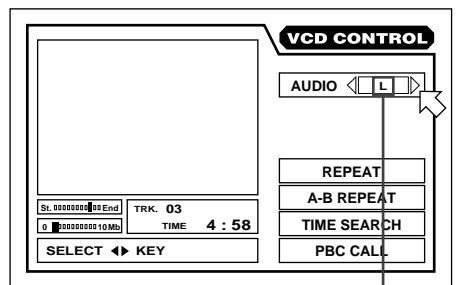 VCD CONTROL
AUDIO L
REPEAT
A-B REPEAT
St. End
TRK. 03
0 10Mb
TIME 4 : 58
TIME SEARCH
SELECT ◀▶ KEY
PBC CALL